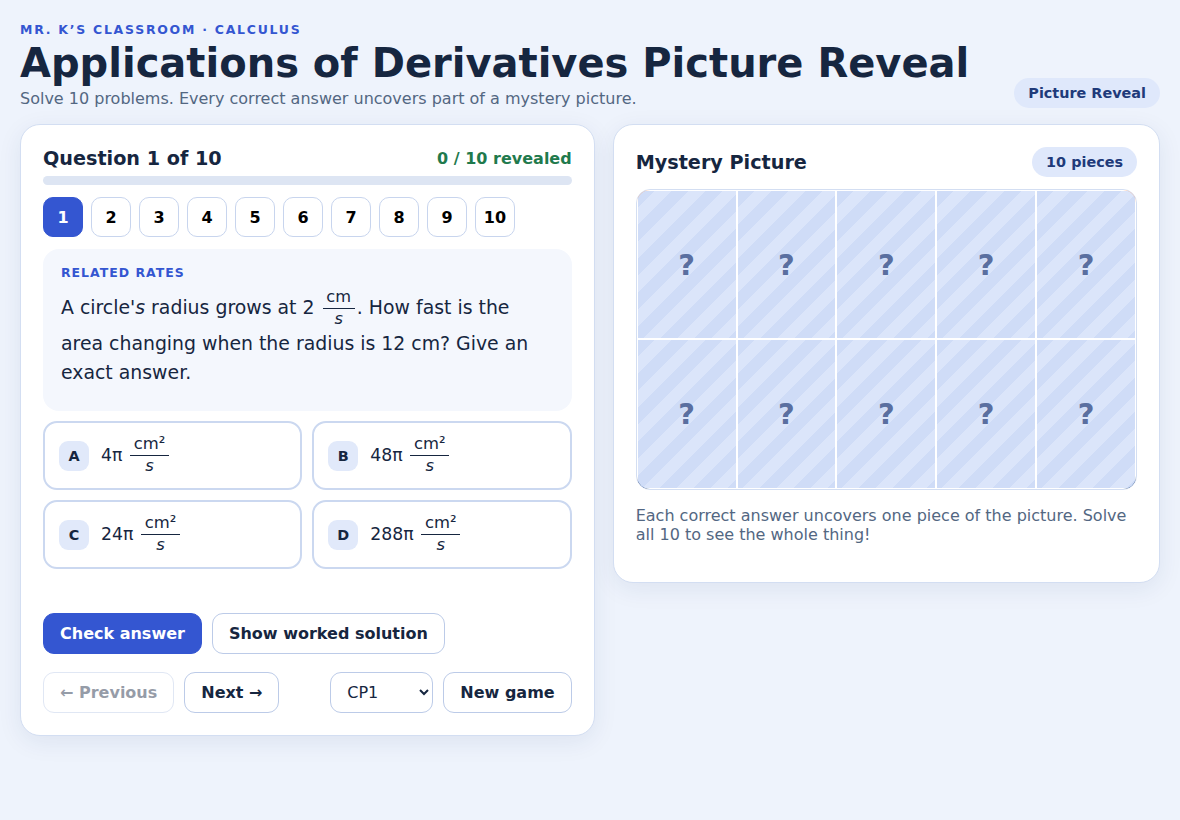 MR. K’S CLASSROOM · CALCULUS
Applications of Derivatives Picture Reveal
Solve 10 problems. Every correct answer uncovers part of a mystery picture.
Picture Reveal
Question 1 of 10
0 / 10 revealed
1 2 3 4 5 6 7 8 9 10
RELATED RATES
A circle's radius grows at 2 cm/s. How fast is the
area changing when the radius is 12 cm? Give an
exact answer.
A 4π cm²/s
B 48π cm²/s
C 24π cm²/s
D 288π cm²/s
Check answer
Show worked solution
← Previous
Next →
CP1
New game
Mystery Picture
10 pieces
? ? ? ? ?
? ? ? ? ?
Each correct answer uncovers one piece of the picture. Solve
all 10 to see the whole thing!